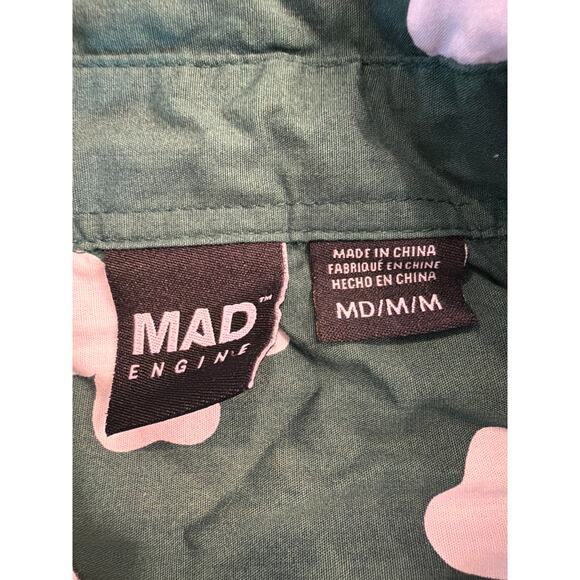 MAD™
ENGINE
MADE IN CHINA
FABRIQUÉ EN CHINE
HECHO EN CHINA
MD/M/M